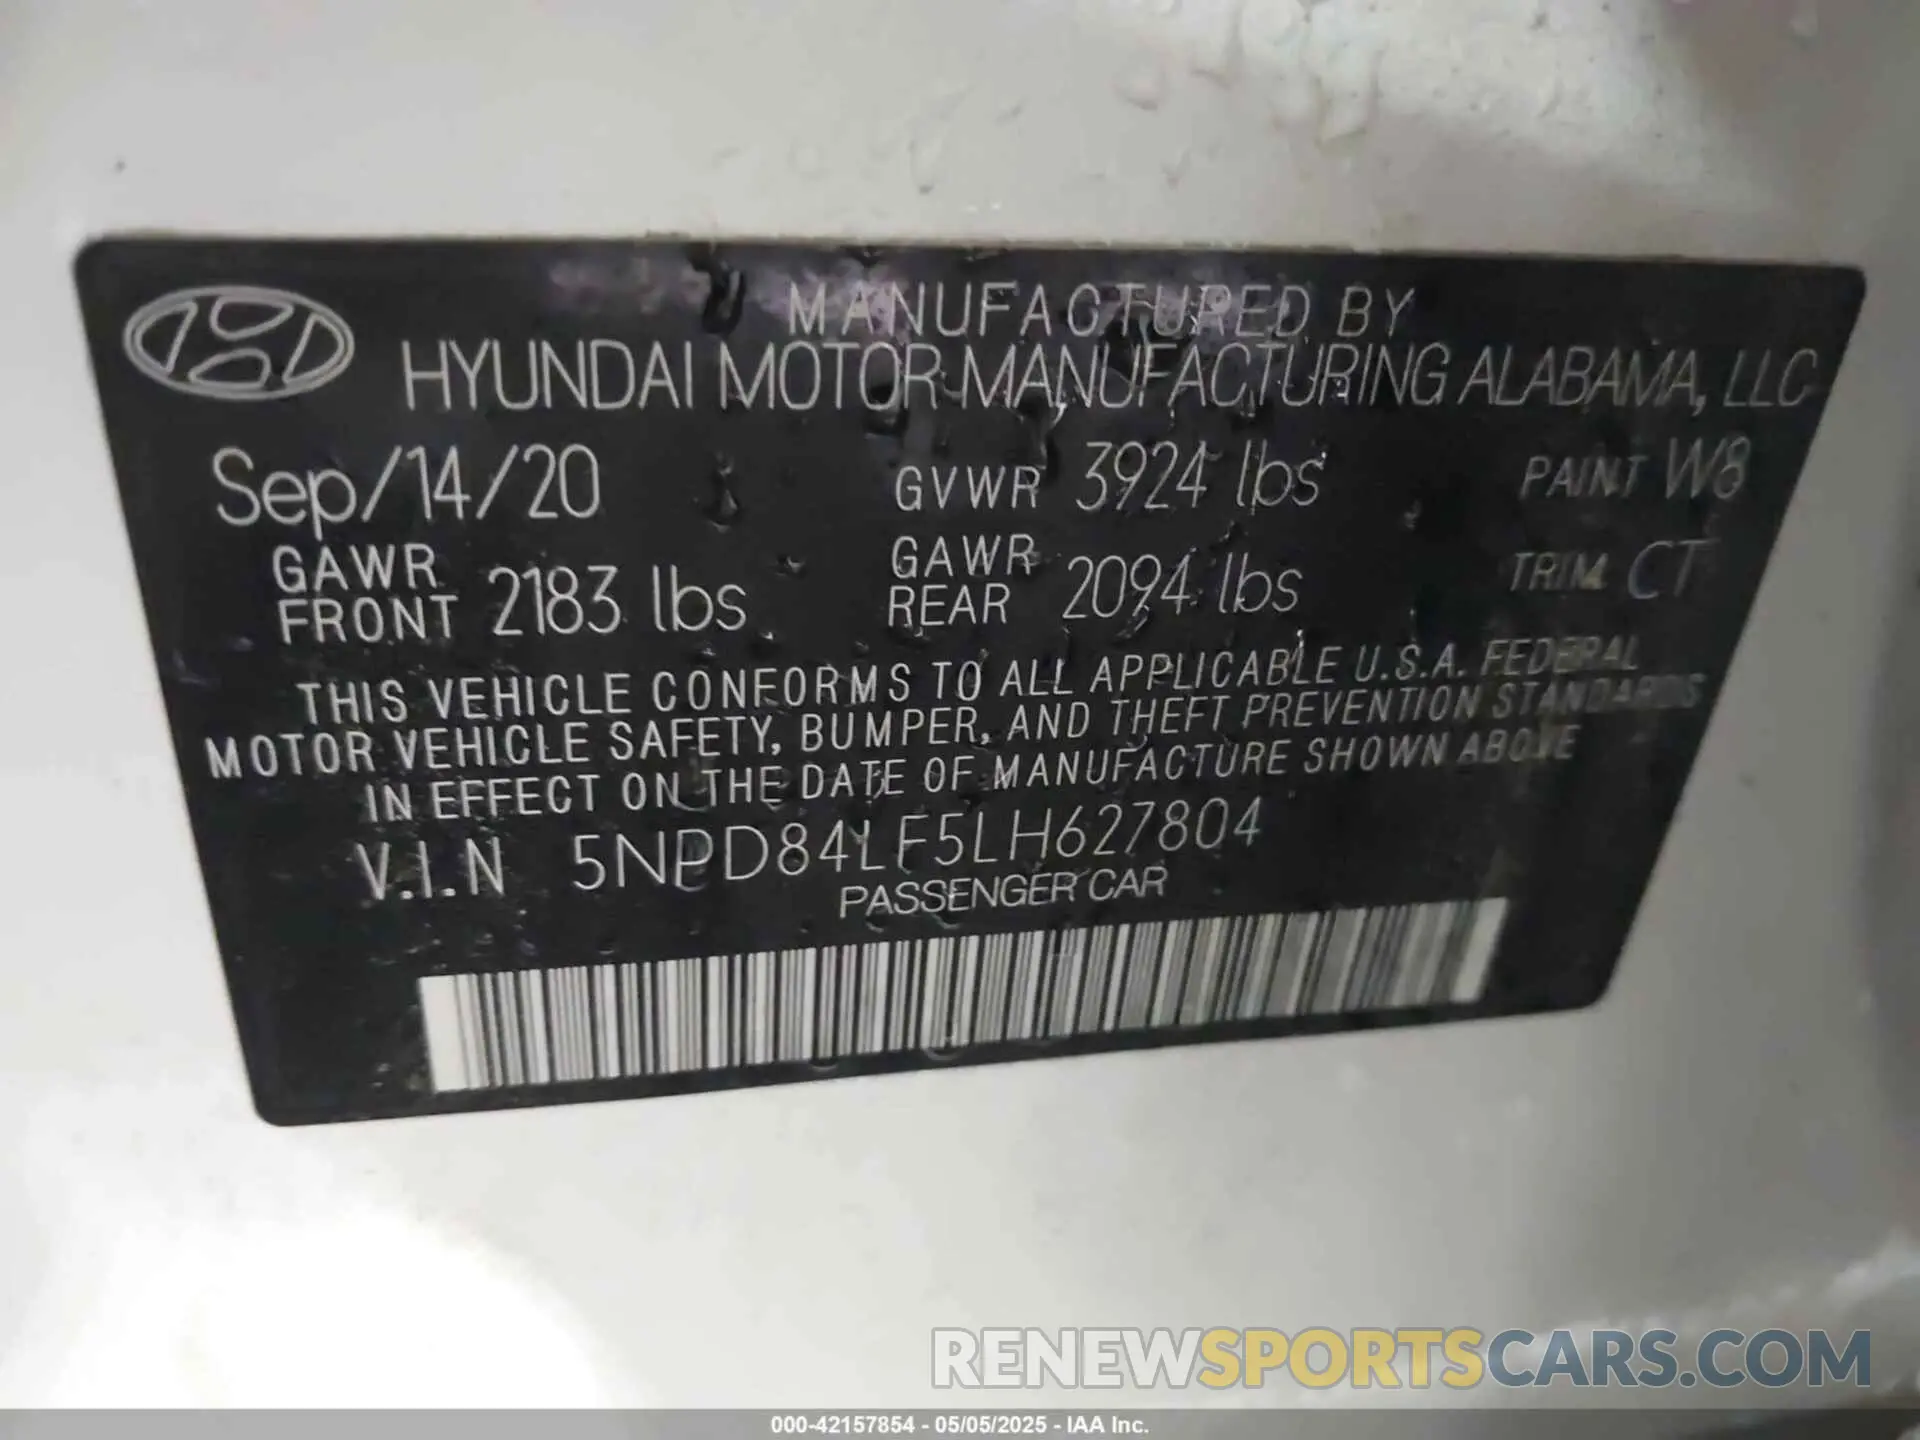 MANUFACTURED BY
HYUNDAI MOTOR MANUFACTURING ALABAMA, LLC
Sep/14/20 GVWR 3924 lbs PAINT W8
GAWR FRONT 2183 lbs GAWR REAR 2094 lbs TRIM CT
THIS VEHICLE CONFORMS TO ALL APPLICABLE U.S.A. FEDERAL
MOTOR VEHICLE SAFETY, BUMPER, AND THEFT PREVENTION STANDARDS
IN EFFECT ON THE DATE OF MANUFACTURE SHOWN ABOVE
V.I.N 5NPD84LF5LH627804
PASSENGER CAR
RENEWSPORTSCARS.COM
000-42157854 - 05/05/2025 - IAA Inc.